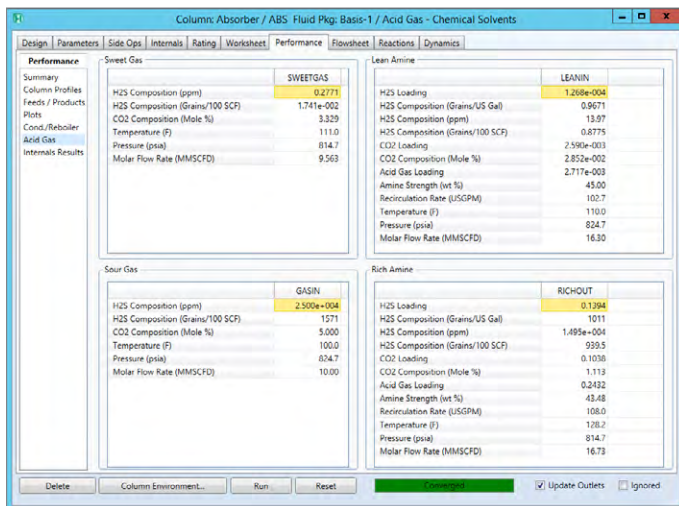 Column: Absorber / ABS Fluid Pkg: Basis-1 / Acid Gas - Chemical Solvents
Design Parameters Side Ops Internals Rating Worksheet Performance Flowsheet Reactions Dynamics
Performance
Summary
Column Profiles
Feeds / Products
Plots
Cond./Reboiler
Acid Gas
Internals Results
Sweet Gas
SWEETGAS
H2S Composition (ppm) 0.2771
H2S Composition (Grains/100 SCF) 1.741e-002
CO2 Composition (Mole %) 3.329
Temperature (F) 111.0
Pressure (psia) 814.7
Molar Flow Rate (MMSCFD) 9.563
Lean Amine
LEANIN
H2S Loading 1.268e-004
H2S Composition (Grains/US Gal) 0.9671
H2S Composition (ppm) 13.97
H2S Composition (Grains/100 SCF) 0.8775
CO2 Loading 2.590e-003
CO2 Composition (Mole %) 2.852e-002
Acid Gas Loading 2.717e-003
Amine Strength (wt %) 45.00
Recirculation Rate (USGPM) 102.7
Temperature (F) 110.0
Pressure (psia) 824.7
Molar Flow Rate (MMSCFD) 16.30
Sour Gas
GASIN
H2S Composition (ppm) 2.500e+004
H2S Composition (Grains/100 SCF) 1571
CO2 Composition (Mole %) 5.000
Temperature (F) 100.0
Pressure (psia) 824.7
Molar Flow Rate (MMSCFD) 10.00
Rich Amine
RICHOUT
H2S Loading 0.1394
H2S Composition (Grains/US Gal) 1011
H2S Composition (ppm) 1.495e+004
H2S Composition (Grains/100 SCF) 939.5
CO2 Loading 0.1038
CO2 Composition (Mole %) 1.113
Acid Gas Loading 0.2432
Amine Strength (wt %) 43.48
Recirculation Rate (USGPM) 108.0
Temperature (F) 128.2
Pressure (psia) 814.7
Molar Flow Rate (MMSCFD) 16.73
Delete Column Environment... Run Reset Converged Update Outlets Ignored